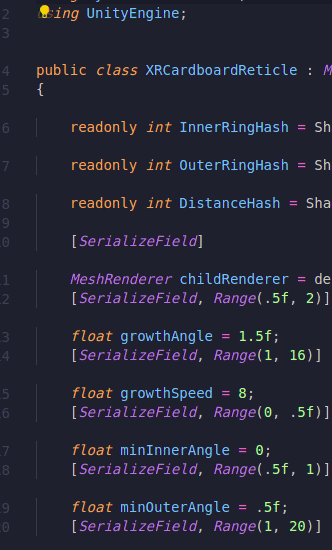 2 using UnityEngine;
3
4 public class XRCardboardReticle : M
5 {
6 readonly int InnerRingHash = Sh
7 readonly int OuterRingHash = Sh
8 readonly int DistanceHash = Sha
9
0 [SerializeField]
1 MeshRenderer childRenderer = de
2 [SerializeField, Range(.5f, 2)]
3 float growthAngle = 1.5f;
4 [SerializeField, Range(1, 16)]
5 float growthSpeed = 8;
6 [SerializeField, Range(0, .5f)]
7 float minInnerAngle = 0;
8 [SerializeField, Range(.5f, 1)]
9 float minOuterAngle = .5f;
0 [SerializeField, Range(1, 20)]